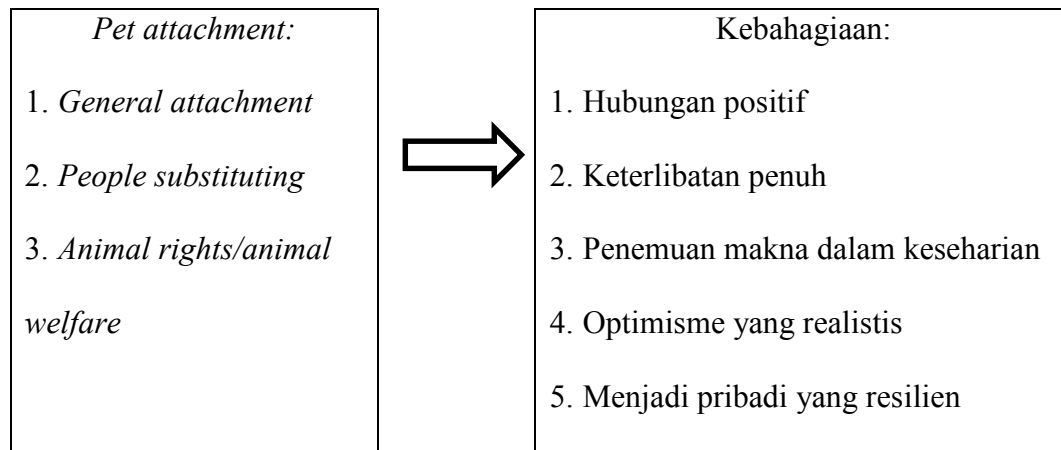 Pet attachment:
1. General attachment
2. People substituting
3. Animal rights/animal
welfare
Kebahagiaan:
1. Hubungan positif
2. Keterlibatan penuh
3. Penemuan makna dalam keseharian
4. Optimisme yang realistis
5. Menjadi pribadi yang resilien